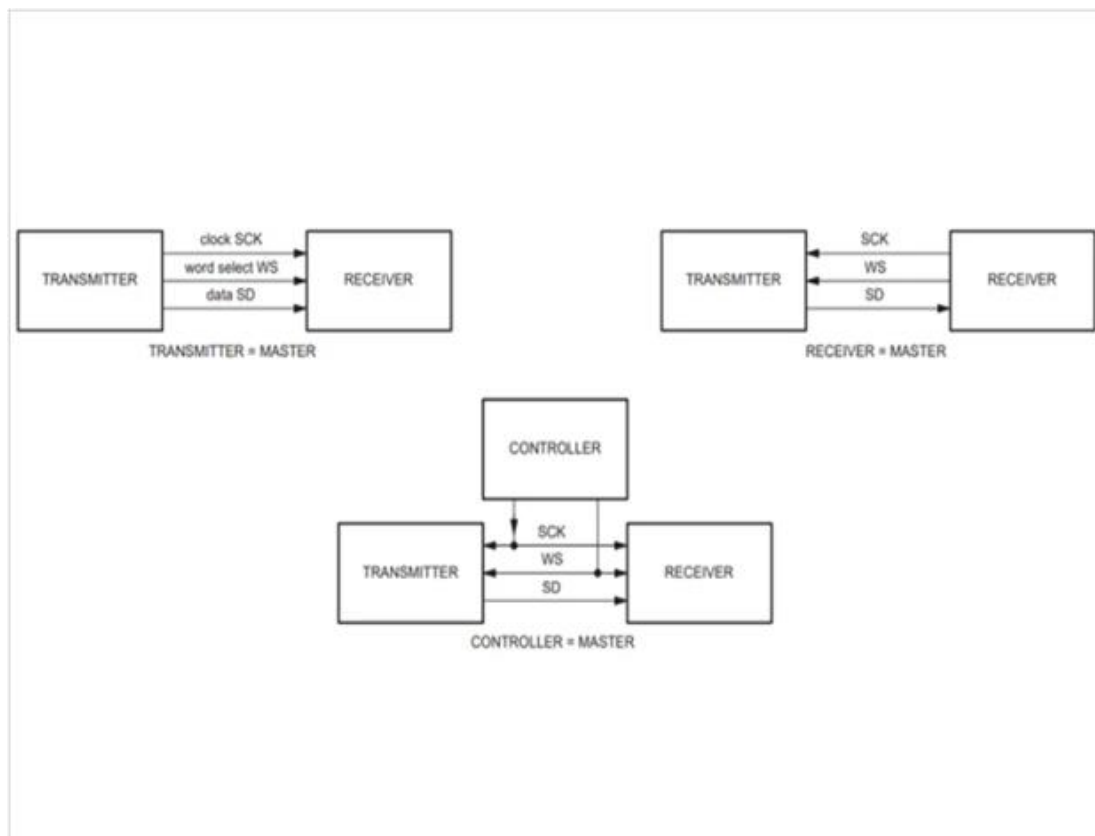 clock SCK
word select WS
data SD
TRANSMITTER
RECEIVER
TRANSMITTER = MASTER
SCK
WS
SD
TRANSMITTER
RECEIVER
RECEIVER = MASTER
CONTROLLER
SCK
WS
SD
TRANSMITTER
RECEIVER
CONTROLLER = MASTER